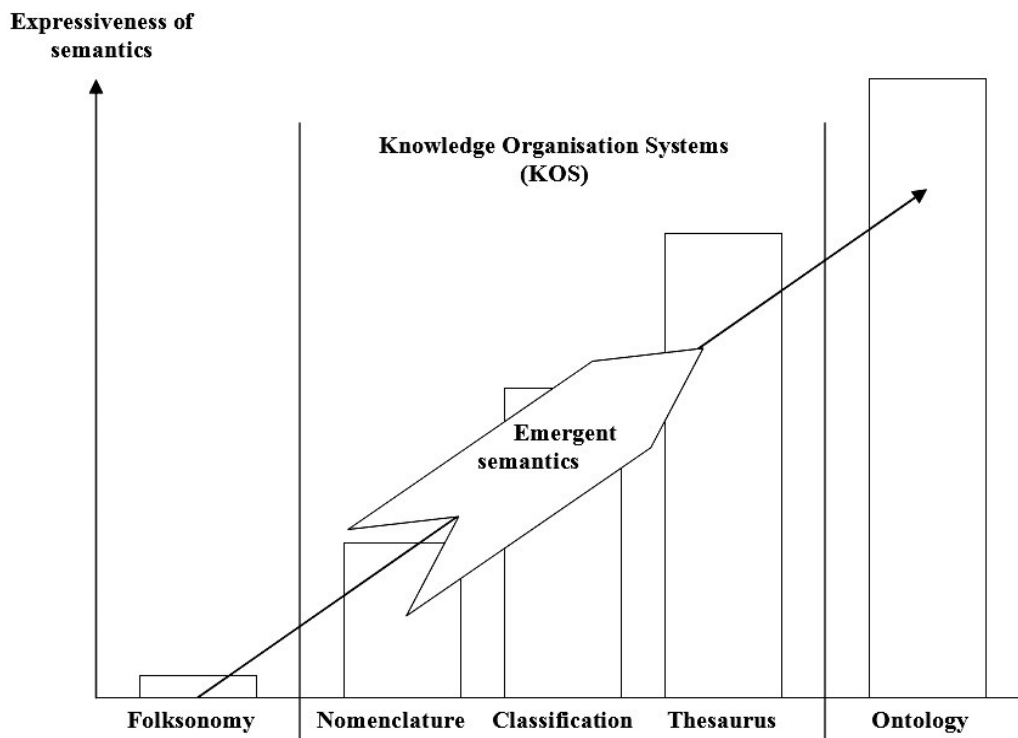 Expressiveness of
semantics
Knowledge Organisation Systems
(KOS)
Emergent
semantics
Folksonomy
Nomenclature
Classification
Thesaurus
Ontology